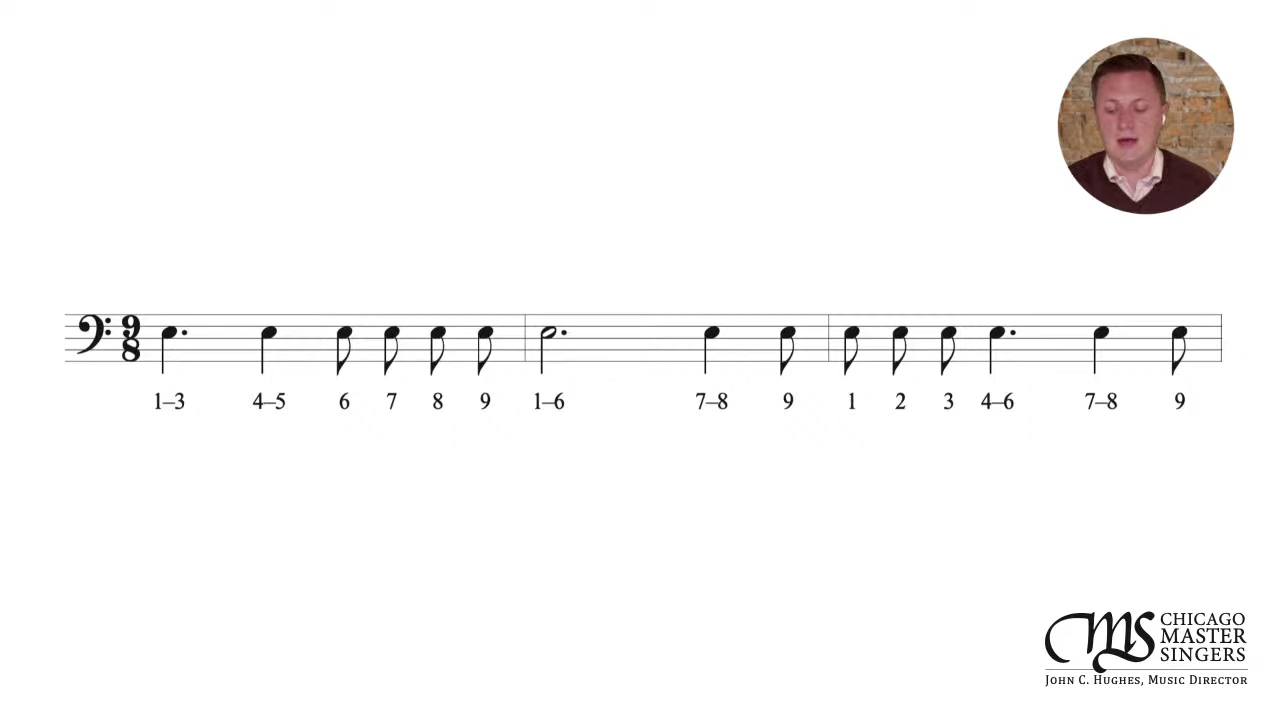 9
8
1–3 4–5 6 7 8 9 1–6 7–8 9 1 2 3 4–6 7–8 9
MS CHICAGO
MASTER
SINGERS
John C. Hughes, Music Director